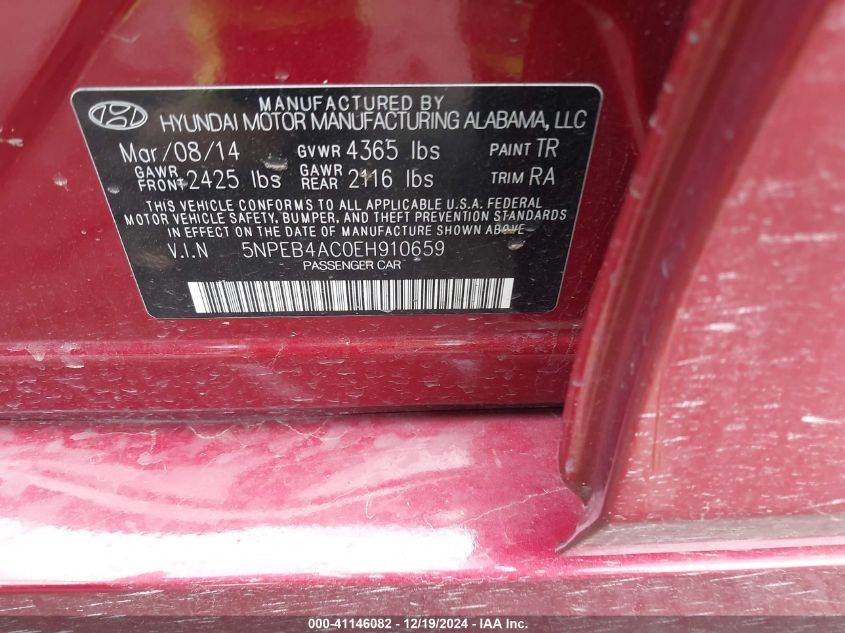 MANUFACTURED BY
HYUNDAI MOTOR MANUFACTURING ALABAMA, LLC
Mar/08/14 GVWR 4365 lbs PAINT TR
GAWR FRONT 2425 lbs GAWR REAR 2116 lbs TRIM RA
THIS VEHICLE CONFORMS TO ALL APPLICABLE U.S.A. FEDERAL
MOTOR VEHICLE SAFETY, BUMPER, AND THEFT PREVENTION STANDARDS
IN EFFECT ON THE DATE OF MANUFACTURE SHOWN ABOVE
V.I.N 5NPEB4AC0EH910659
PASSENGER CAR
000-41146082 - 12/19/2024 - IAA Inc.